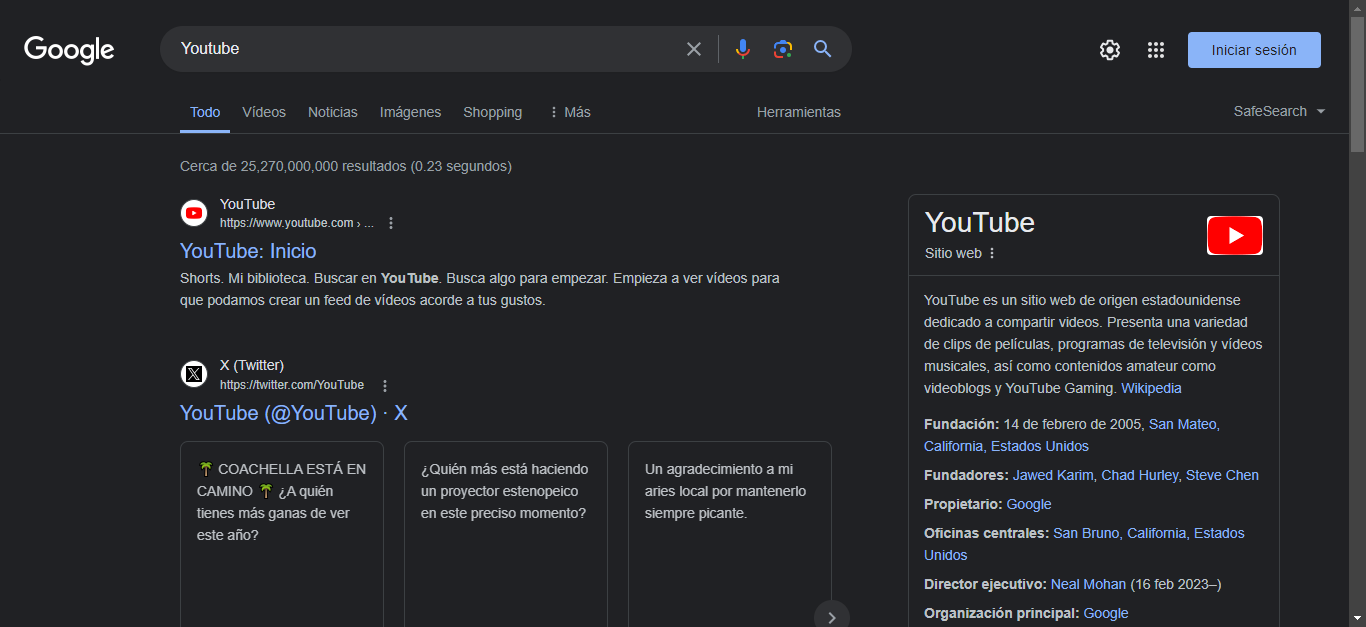 Google
Youtube
Iniciar sesión
Todo Vídeos Noticias Imágenes Shopping Más Herramientas SafeSearch
Cerca de 25,270,000,000 resultados (0.23 segundos)
YouTube
https://www.youtube.com › ...
YouTube: Inicio
Shorts. Mi biblioteca. Buscar en YouTube. Busca algo para empezar. Empieza a ver vídeos para
que podamos crear un feed de vídeos acorde a tus gustos.
X (Twitter)
https://twitter.com/YouTube
YouTube (@YouTube) · X
🌴 COACHELLA ESTÁ EN
CAMINO 🌴 ¿A quién
tienes más ganas de ver
este año?
¿Quién más está haciendo
un proyector estenopeico
en este preciso momento?
Un agradecimiento a mi
aries local por mantenerlo
siempre picante.
YouTube
Sitio web
YouTube es un sitio web de origen estadounidense
dedicado a compartir videos. Presenta una variedad
de clips de películas, programas de televisión y vídeos
musicales, así como contenidos amateur como
videoblogs y YouTube Gaming. Wikipedia
Fundación: 14 de febrero de 2005, San Mateo,
California, Estados Unidos
Fundadores: Jawed Karim, Chad Hurley, Steve Chen
Propietario: Google
Oficinas centrales: San Bruno, California, Estados
Unidos
Director ejecutivo: Neal Mohan (16 feb 2023–)
Organización principal: Google